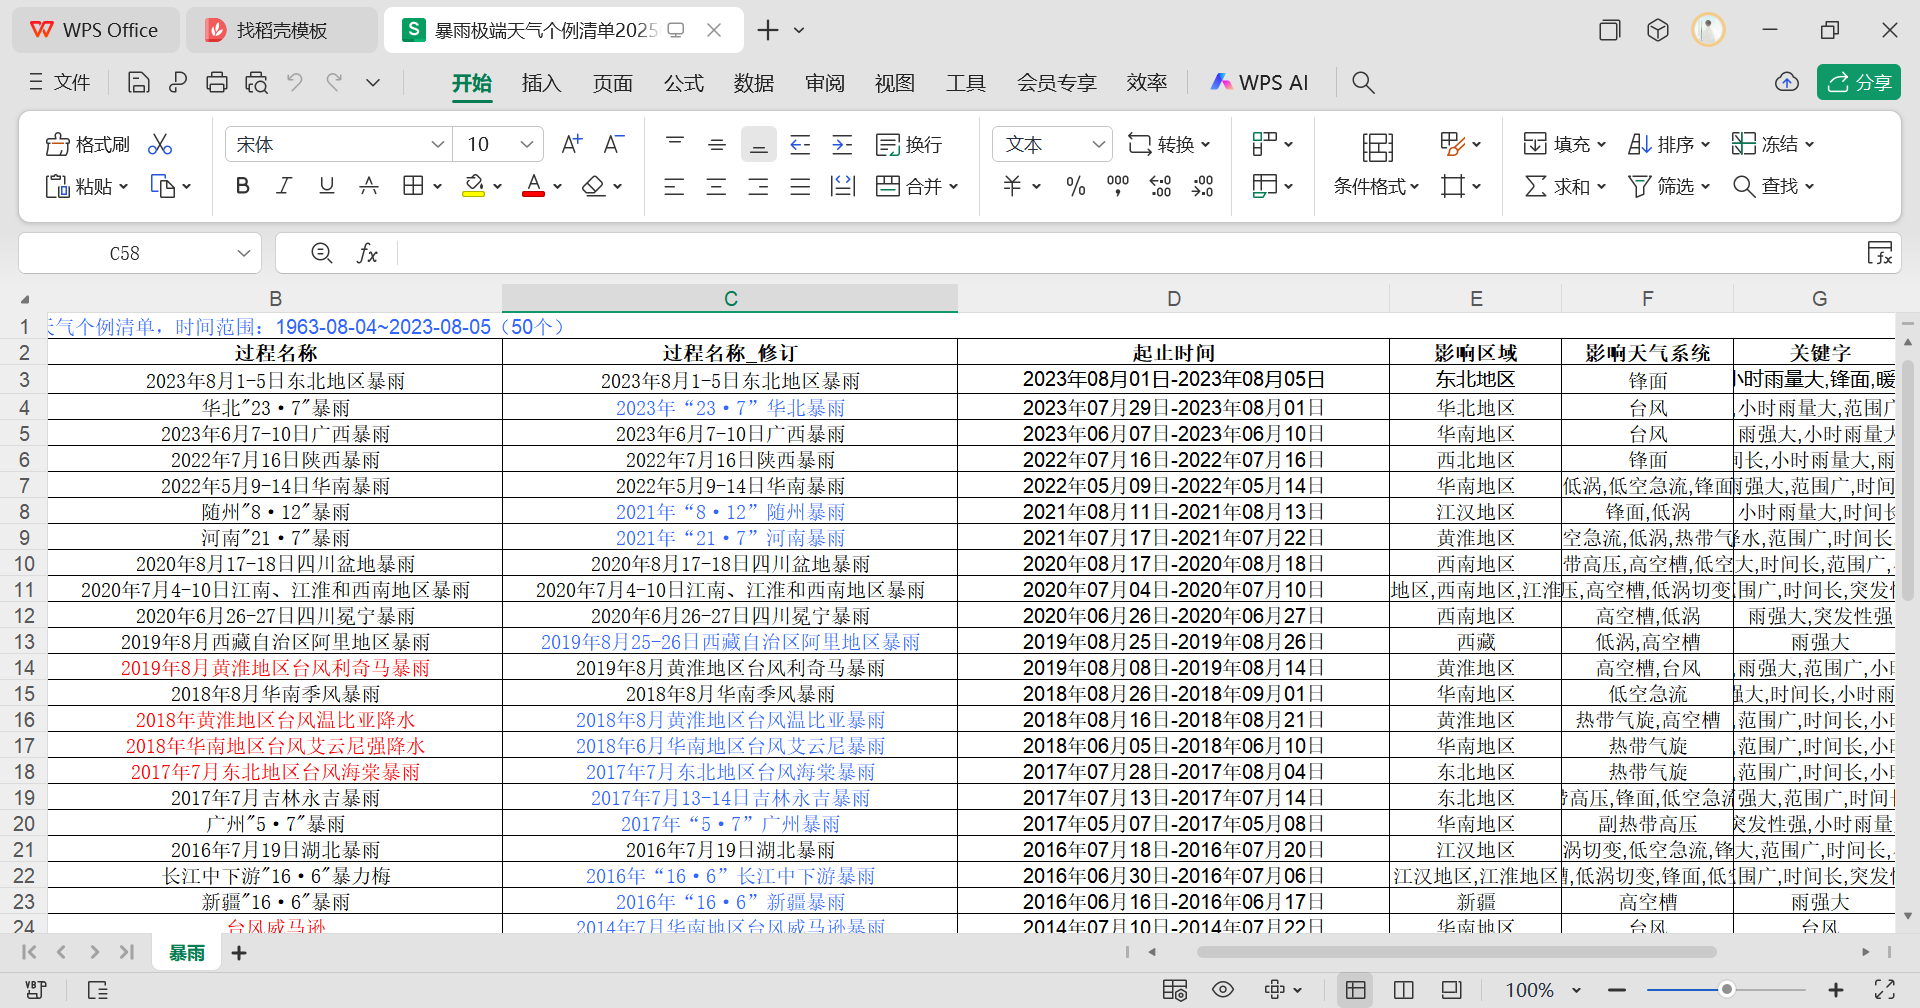 WPS Office
找稻壳模板
暴雨极端天气个例清单2025
文件
开始 插入 页面 公式 数据 审阅 视图 工具 会员专享 效率 WPS AI
分享
格式刷 宋体 10 A+ A- 换行 文本 转换 填充 排序 冻结
粘贴 B I U A A 合并 羊 % 000 条件格式 求和 筛选 查找
C58 fx
B C D E F G
1 天气个例清单，时间范围：1963-08-04~2023-08-05（50个）
2 过程名称 过程名称_修订 起止时间 影响区域 影响天气系统 关键字
3 2023年8月1-5日东北地区暴雨 2023年8月1-5日东北地区暴雨 2023年08月01日-2023年08月05日 东北地区 锋面 小时雨量大,锋面,暖
4 华北"23·7"暴雨 2023年“23·7”华北暴雨 2023年07月29日-2023年08月01日 华北地区 台风 ,小时雨量大,范围广
5 2023年6月7-10日广西暴雨 2023年6月7-10日广西暴雨 2023年06月07日-2023年06月10日 华南地区 台风 雨强大,小时雨量大
6 2022年7月16日陕西暴雨 2022年7月16日陕西暴雨 2022年07月16日-2022年07月16日 西北地区 锋面 间长,小时雨量大,雨
7 2022年5月9-14日华南暴雨 2022年5月9-14日华南暴雨 2022年05月09日-2022年05月14日 华南地区 低涡,低空急流,锋面 雨强大,范围广,时间
8 随州"8·12"暴雨 2021年“8·12”随州暴雨 2021年08月11日-2021年08月13日 江汉地区 锋面,低涡 小时雨量大,时间长
9 河南"21·7"暴雨 2021年“21·7”河南暴雨 2021年07月17日-2021年07月22日 黄淮地区 空急流,低涡,热带气 降水,范围广,时间长
10 2020年8月17-18日四川盆地暴雨 2020年8月17-18日四川盆地暴雨 2020年08月17日-2020年08月18日 西南地区 带高压,高空槽,低空 大,时间长,范围广,
11 2020年7月4-10日江南、江淮和西南地区暴雨 2020年7月4-10日江南、江淮和西南地区暴雨 2020年07月04日-2020年07月10日 地区,西南地区,江淮 压,高空槽,低涡切变 围广,时间长,突发性
12 2020年6月26-27日四川冕宁暴雨 2020年6月26-27日四川冕宁暴雨 2020年06月26日-2020年06月27日 西南地区 高空槽,低涡 雨强大,突发性强
13 2019年8月西藏自治区阿里地区暴雨 2019年8月25-26日西藏自治区阿里地区暴雨 2019年08月25日-2019年08月26日 西藏 低涡,高空槽 雨强大
14 2019年8月黄淮地区台风利奇马暴雨 2019年8月黄淮地区台风利奇马暴雨 2019年08月08日-2019年08月14日 黄淮地区 高空槽,台风 ,雨强大,范围广,小时
15 2018年8月华南季风暴雨 2018年8月华南季风暴雨 2018年08月26日-2018年09月01日 华南地区 低空急流 强大,时间长,小时雨
16 2018年黄淮地区台风温比亚降水 2018年8月黄淮地区台风温比亚暴雨 2018年08月16日-2018年08月21日 黄淮地区 热带气旋,高空槽 ,范围广,时间长,小时
17 2018年华南地区台风艾云尼强降水 2018年6月华南地区台风艾云尼暴雨 2018年06月05日-2018年06月10日 华南地区 热带气旋 ,范围广,时间长,小时
18 2017年7月东北地区台风海棠暴雨 2017年7月东北地区台风海棠暴雨 2017年07月28日-2017年08月04日 东北地区 热带气旋 ,范围广,时间长,小时
19 2017年7月吉林永吉暴雨 2017年7月13-14日吉林永吉暴雨 2017年07月13日-2017年07月14日 东北地区 带高压,锋面,低空急流 强大,范围广,时间
20 广州"5·7"暴雨 2017年“5·7”广州暴雨 2017年05月07日-2017年05月08日 华南地区 副热带高压 突发性强,小时雨量
21 2016年7月19日湖北暴雨 2016年7月19日湖北暴雨 2016年07月18日-2016年07月20日 江汉地区 涡切变,低空急流,锋 大,范围广,时间长,
22 长江中下游"16·6"暴力梅 2016年“16·6”长江中下游暴雨 2016年06月30日-2016年07月06日 江汉地区,江淮地区 ,低涡切变,锋面,低空 围广,时间长,突发性
23 新疆"16·6"暴雨 2016年“16·6”新疆暴雨 2016年06月16日-2016年06月17日 新疆 高空槽 雨强大
24 台风威马逊 2014年7月华南地区台风威马逊暴雨 2014年07月12日-2014年07月22日 华南地区 台风 台风
暴雨
100%